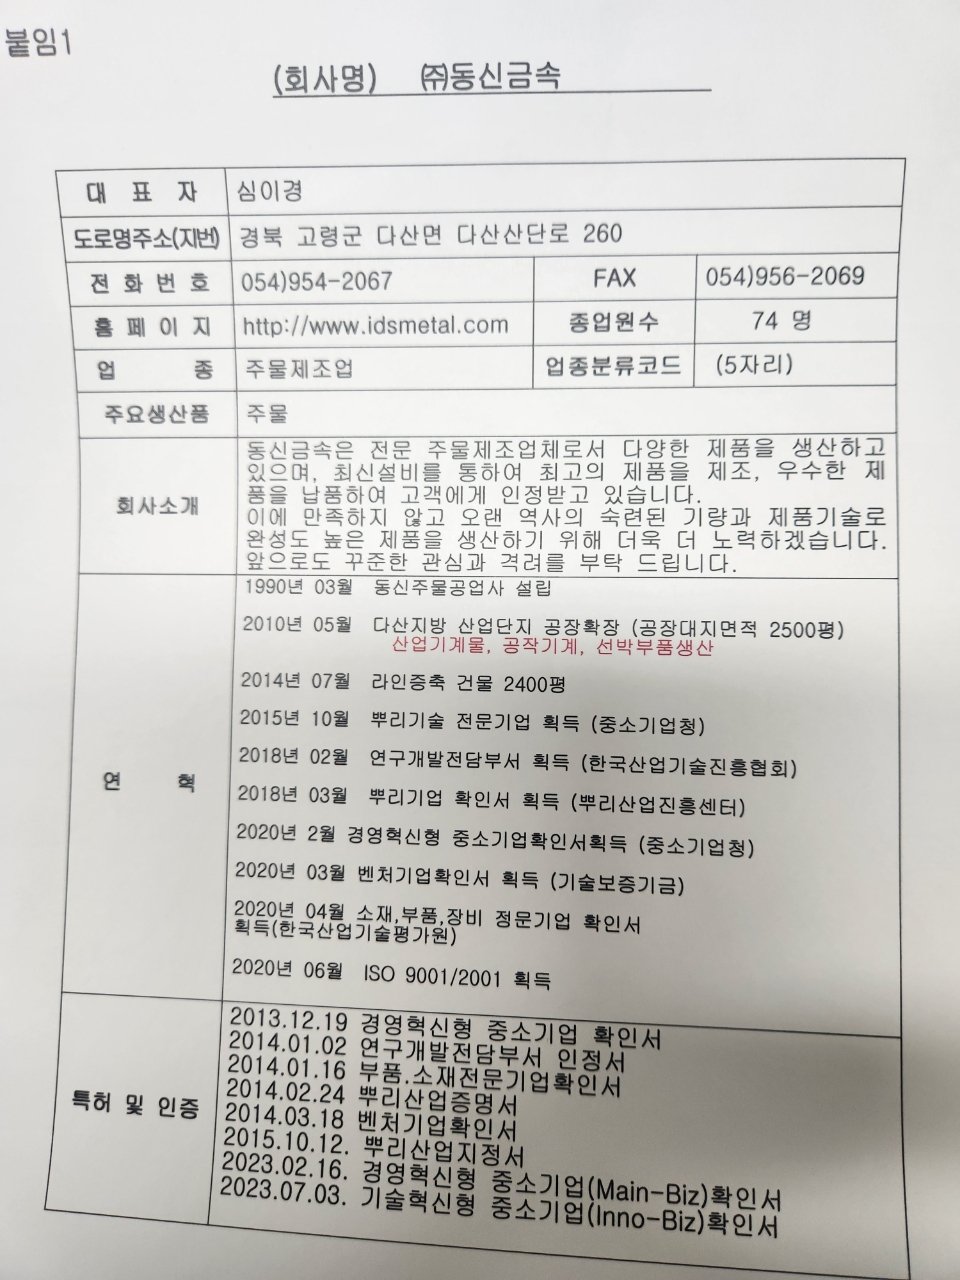 붙임1
(회사명) ㈜동신금속
대 표 자 심이경
도로명주소(지번) 경북 고령군 다산면 다산산단로 260
전 화 번 호 054)954-2067 FAX 054)956-2069
홈 페 이 지 http://www.idsmetal.com 종업원수 74 명
업 종 주물제조업 업종분류코드 (5자리)
주요생산품 주물
회사소개
동신금속은 전문 주물제조업체로서 다양한 제품을 생산하고
있으며, 최신설비를 통하여 최고의 제품을 제조, 우수한 제
품을 납품하여 고객에게 인정받고 있습니다.
이에 만족하지 않고 오랜 역사의 숙련된 기량과 제품기술로
완성도 높은 제품을 생산하기 위해 더욱 더 노력하겠습니다.
앞으로도 꾸준한 관심과 격려를 부탁 드립니다.
연 혁
1990년 03월 동신주물공업사 설립
2010년 05월 다산지방 산업단지 공장확장 (공장대지면적 2500평)
산업기계물, 공작기계, 선박부품생산
2014년 07월 라인증축 건물 2400평
2015년 10월 뿌리기술 전문기업 획득 (중소기업청)
2018년 02월 연구개발전담부서 획득 (한국산업기술진흥협회)
2018년 03월 뿌리기업 확인서 획득 (뿌리산업진흥센터)
2020년 2월 경영혁신형 중소기업확인서획득 (중소기업청)
2020년 03월 벤처기업확인서 획득 (기술보증기금)
2020년 04월 소재,부품,장비 정문기업 확인서
획득(한국산업기술평가원)
2020년 06월 ISO 9001/2001 획득
특허 및 인증
2013.12.19 경영혁신형 중소기업 확인서
2014.01.02 연구개발전담부서 인정서
2014.01.16 부품.소재전문기업확인서
2014.02.24 뿌리산업증명서
2014.03.18 벤처기업확인서
2015.10.12. 뿌리산업지정서
2023.02.16. 경영혁신형 중소기업(Main-Biz)확인서
2023.07.03. 기술혁신형 중소기업(Inno-Biz)확인서